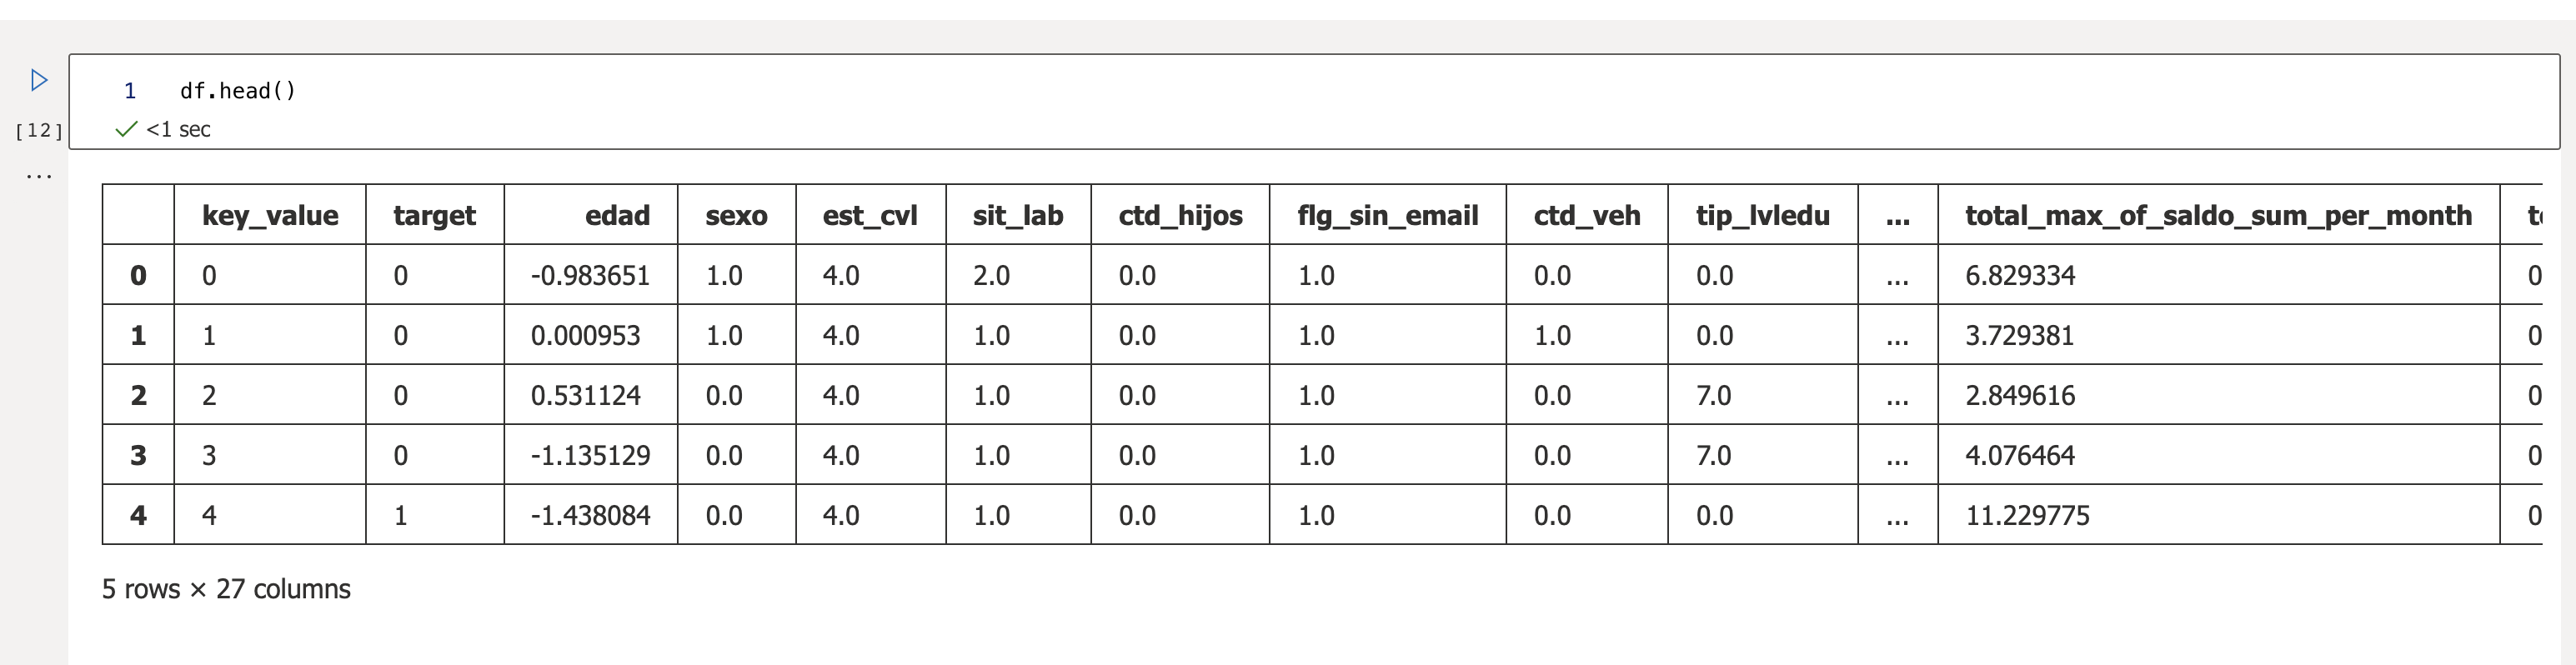 1 df.head()
[12] <1 sec
...
key_value target edad sexo est_cvl sit_lab ctd_hijos flg_sin_email ctd_veh tip_lvledu ... total_max_of_saldo_sum_per_month
0 0 0 -0.983651 1.0 4.0 2.0 0.0 1.0 0.0 0.0 ... 6.829334 0
1 1 0 0.000953 1.0 4.0 1.0 0.0 1.0 1.0 0.0 ... 3.729381 0
2 2 0 0.531124 0.0 4.0 1.0 0.0 1.0 0.0 7.0 ... 2.849616 0
3 3 0 -1.135129 0.0 4.0 1.0 0.0 1.0 0.0 7.0 ... 4.076464 0
4 4 1 -1.438084 0.0 4.0 1.0 0.0 1.0 0.0 0.0 ... 11.229775 0
5 rows × 27 columns